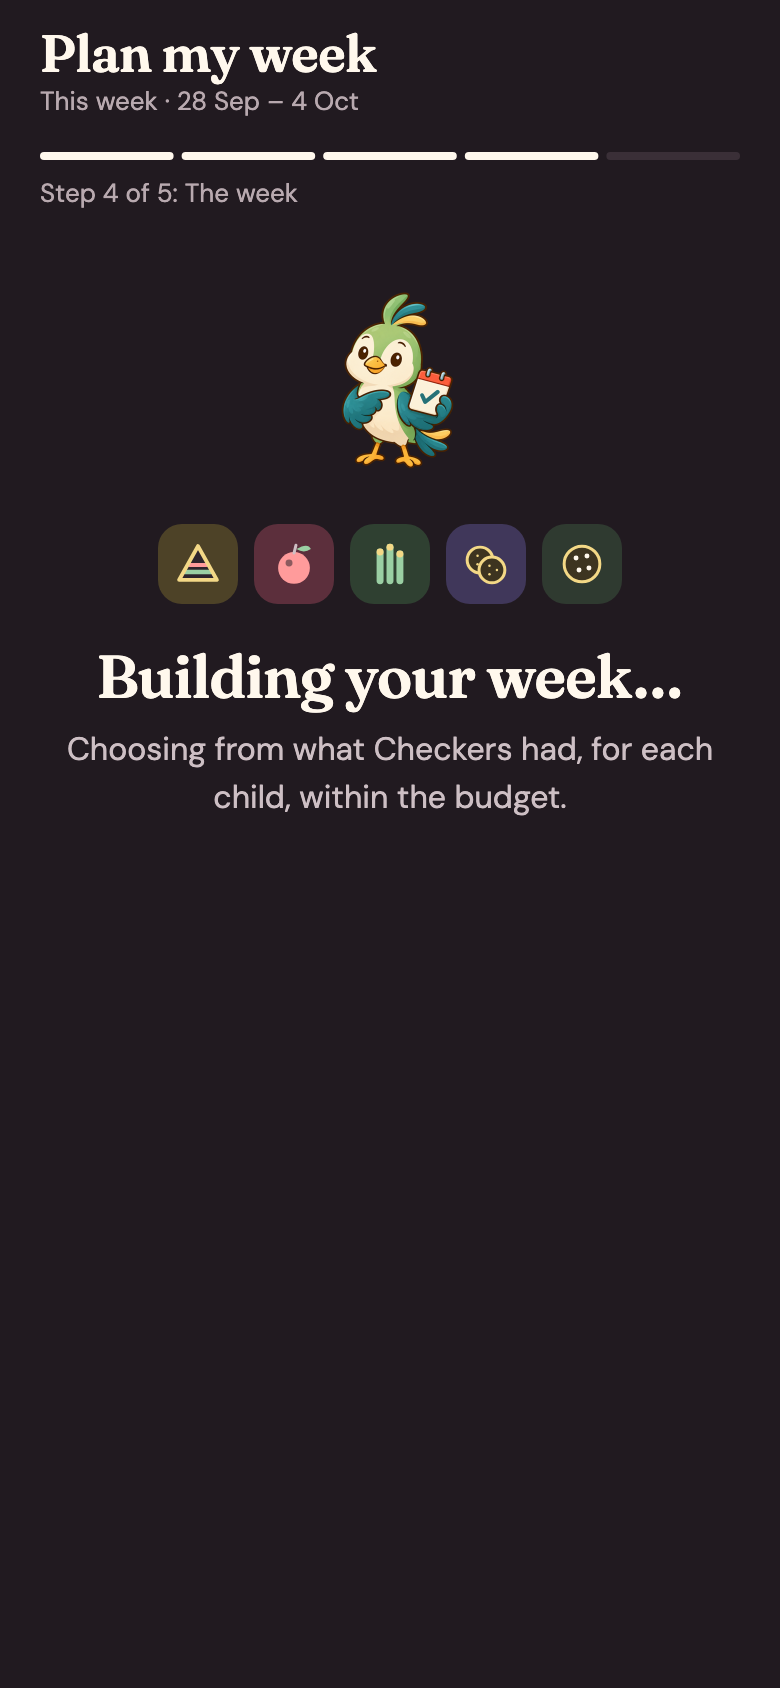 Plan my week
This week · 28 Sep – 4 Oct
Step 4 of 5: The week
Building your week...
Choosing from what Checkers had, for each
child, within the budget.